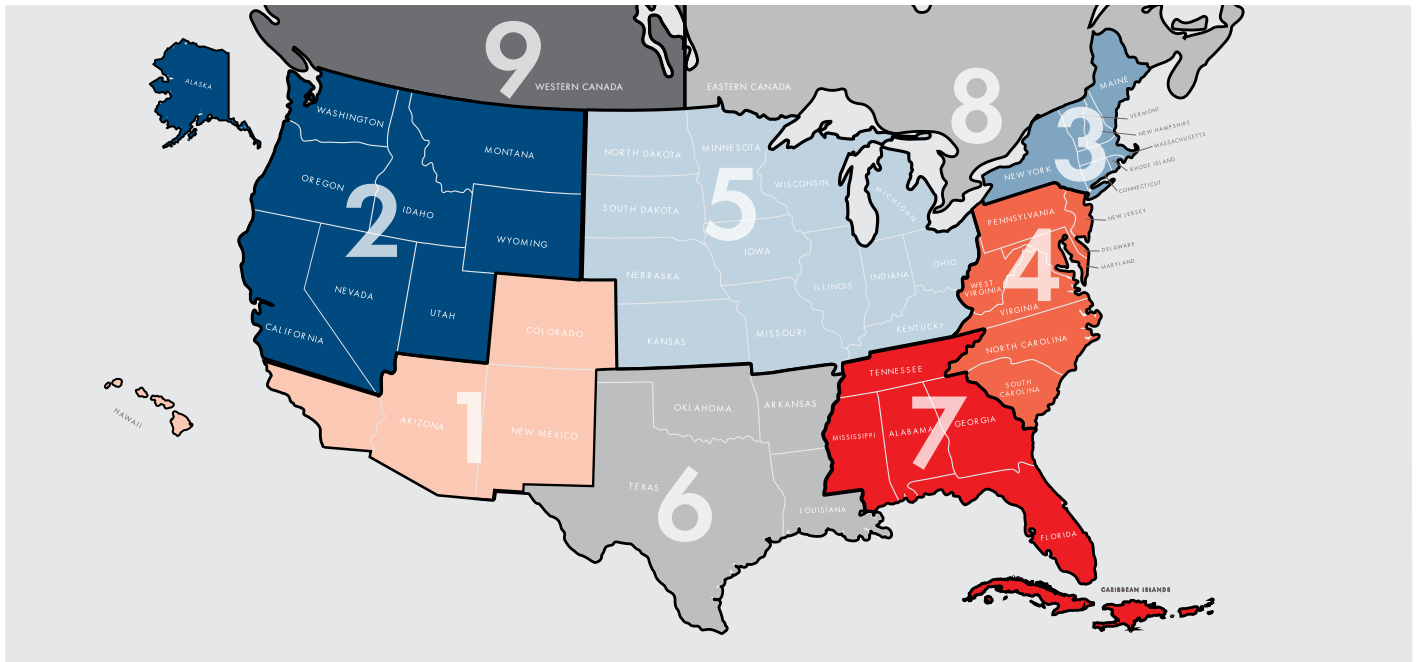 9
WESTERN CANADA
EASTERN CANADA
8
ALASKA
MAINE
WASHINGTON
VERMONT
3
NEW HAMPSHIRE
MASSACHUSETTS
MONTANA
NORTH DAKOTA
MINNESOTA
RHODE ISLAND
NEW YORK
CONNECTICUT
OREGON
WISCONSIN
MICHIGAN
2
IDAHO
5
SOUTH DAKOTA
PENNSYLVANIA
NEW JERSEY
WYOMING
IOWA
DELAWARE
OHIO
MARYLAND
NEBRASKA
INDIANA
4
WEST
VIRGINIA
NEVADA
ILLINOIS
VIRGINIA
UTAH
CALIFORNIA
COLORADO
KANSAS
MISSOURI
KENTUCKY
NORTH CAROLINA
TENNESSEE
SOUTH
CAROLINA
HAWAII
ARIZONA
1
NEW MEXICO
OKLAHOMA
ARKANSAS
MISSISSIPPI
ALABAMA
7
GEORGIA
TEXAS
6
LOUISIANA
FLORIDA
CARIBBEAN ISLANDS